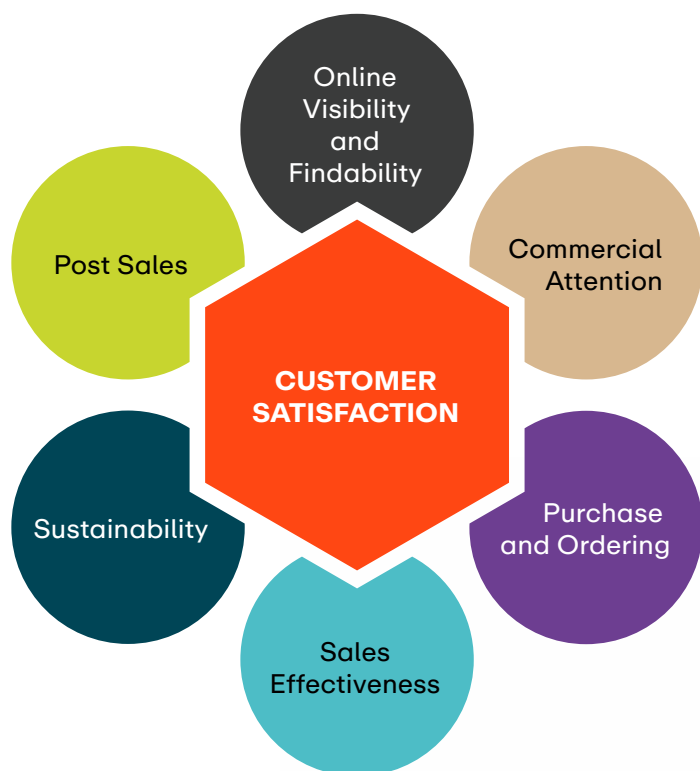 Online
Visibility
and
Findability
Commercial
Attention
Purchase
and Ordering
Sales
Effectiveness
Sustainability
Post Sales
CUSTOMER
SATISFACTION